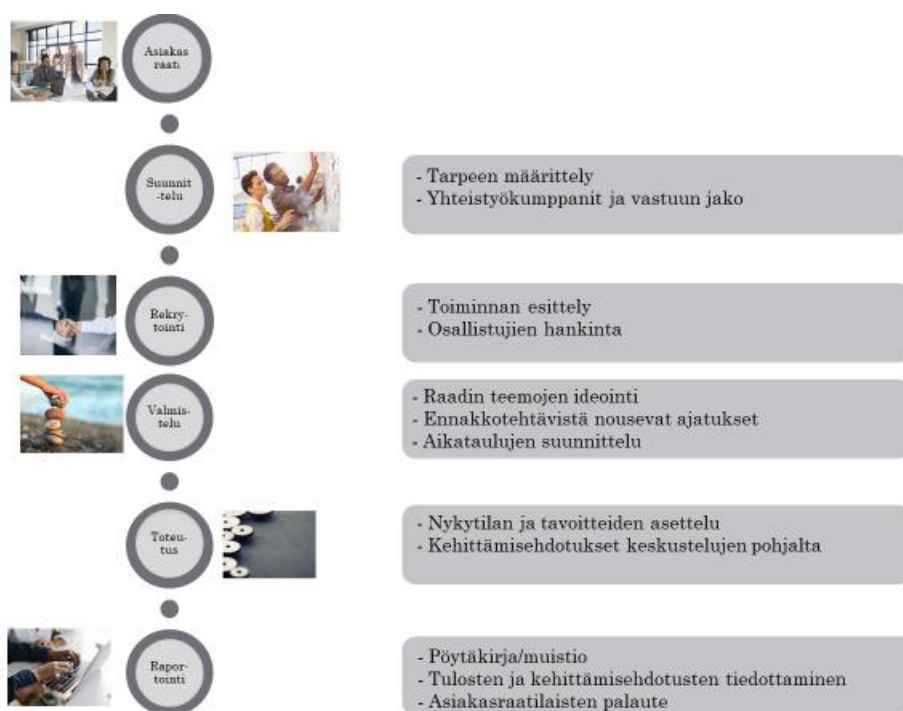 Asiakas
raati
Suunnit
-telu
- Tarpeen määrittely
- Yhteistyökumppanit ja vastuun jako
Rekry-
tointi
- Toiminnan esittely
- Osallistujien hankinta
Valmis-
telu
- Raadin teemojen ideointi
- Ennakkotehtävistä nousevat ajatukset
- Aikataulujen suunnittelu
Toteu-
tus
- Nykytilan ja tavoitteiden asettelu
- Kehittämisehdotukset keskustelujen pohjalta
Rapor-
tointi
- Pöytäkirja/muistio
- Tulosten ja kehittämisehdotusten tiedottaminen
- Asiakasraatilaisten palaute